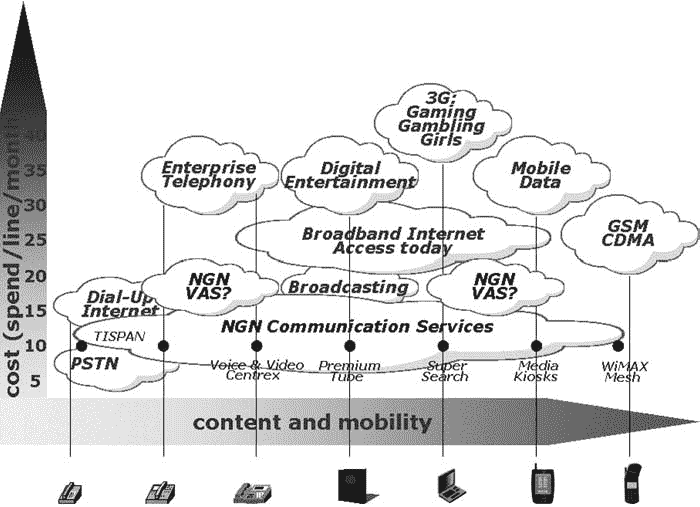 3G:
Gaming
Gambling
Girls
Enterprise
Telephony
Digital
Entertainment
Mobile
Data
GSM
CDMA
Broadband Internet
Access today
NGN
VAS?
Broadcasting
NGN
VAS?
Dial-Up
Internet
NGN Communication Services
TISPAN
PSTN
Voice & Video
Centrex
Premium
Tube
Super
Search
Media
Kiosks
WiMAX
Mesh
cost (spend/line/month)
40
35
30
25
20
15
10
5
content and mobility